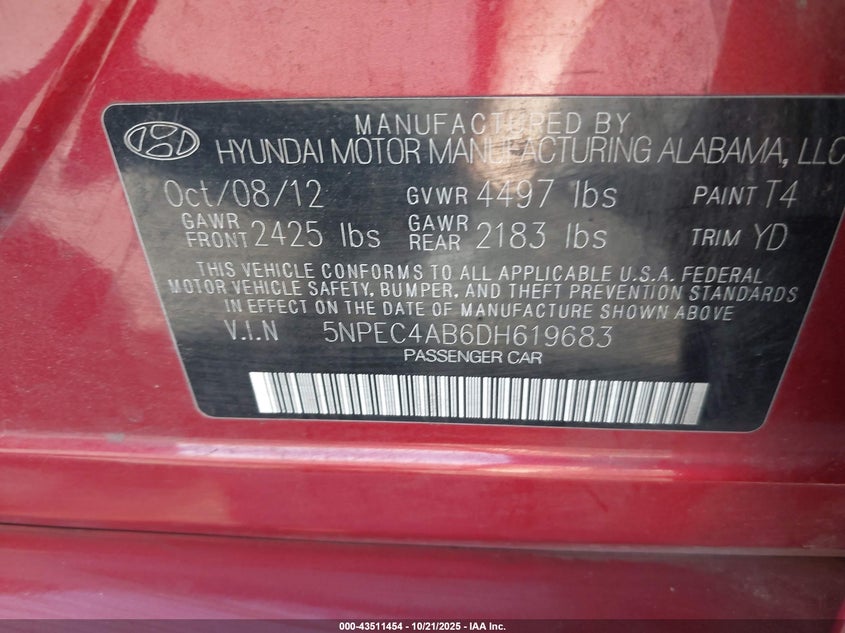 MANUFACTURED BY
HYUNDAI MOTOR MANUFACTURING ALABAMA, LLC
Oct/08/12 GVWR 4497 lbs PAINT T4
GAWR FRONT 2425 lbs GAWR REAR 2183 lbs TRIM YD
THIS VEHICLE CONFORMS TO ALL APPLICABLE U.S.A. FEDERAL
MOTOR VEHICLE SAFETY, BUMPER, AND THEFT PREVENTION STANDARDS
IN EFFECT ON THE DATE OF MANUFACTURE SHOWN ABOVE
V.I.N 5NPEC4AB6DH619683
PASSENGER CAR
000-43511454 - 10/21/2025 - IAA Inc.